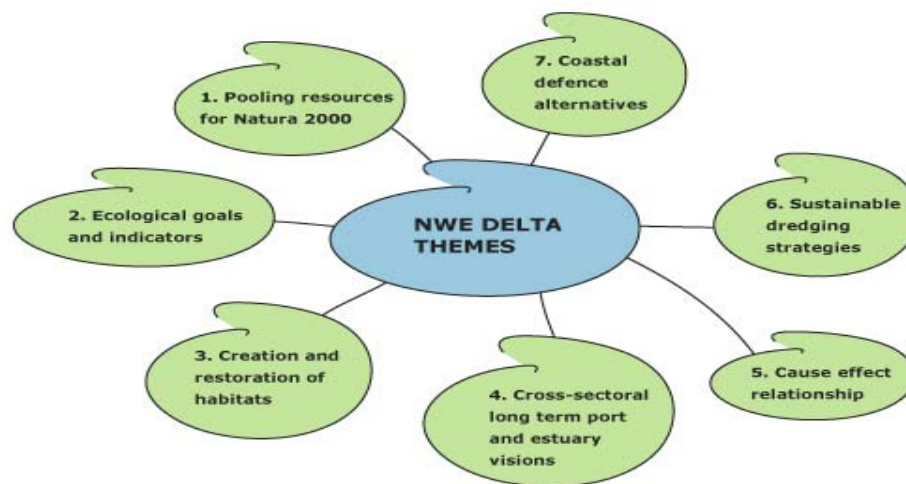 NWE DELTA
THEMES
1. Pooling resources
for Natura 2000
2. Ecological goals
and indicators
3. Creation and
restoration of
habitats
4. Cross-sectoral
long term port
and estuary
visions
5. Cause effect
relationship
6. Sustainable
dredging
strategies
7. Coastal
defence
alternatives